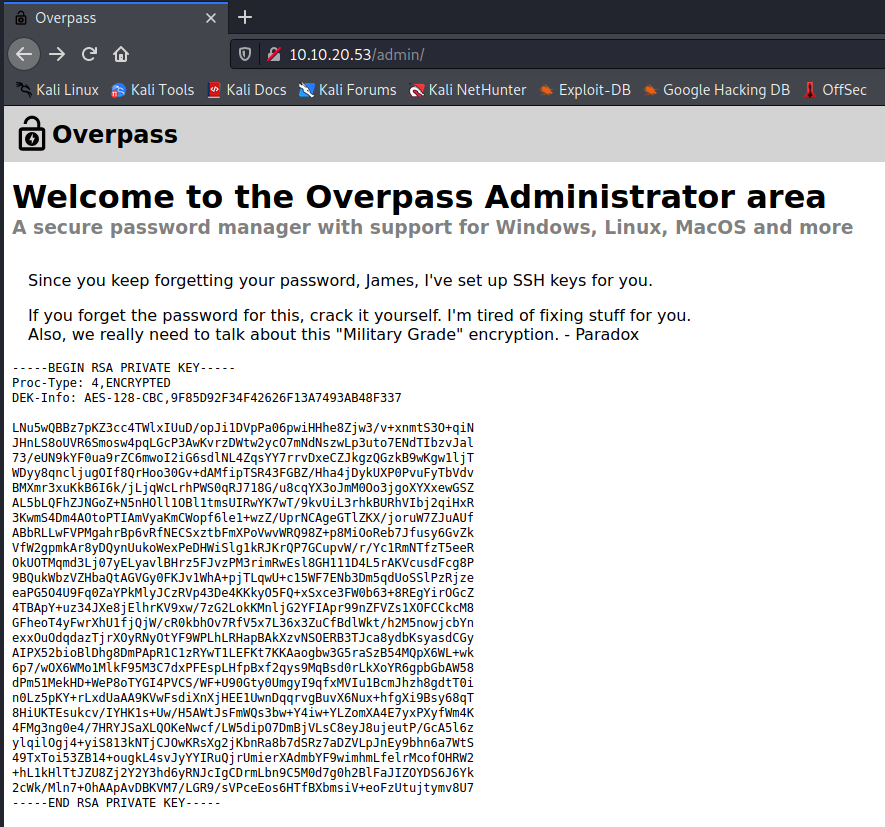 Overpass
10.10.20.53/admin/
Kali Linux
Kali Tools
Kali Docs
Kali Forums
Kali NetHunter
Exploit-DB
Google Hacking DB
OffSec
Overpass
Welcome to the Overpass Administrator area
A secure password manager with support for Windows, Linux, MacOS and more
Since you keep forgetting your password, James, I've set up SSH keys for you.
If you forget the password for this, crack it yourself. I'm tired of fixing stuff for you.
Also, we really need to talk about this "Military Grade" encryption. - Paradox
-----BEGIN RSA PRIVATE KEY-----
Proc-Type: 4,ENCRYPTED
DEK-Info: AES-128-CBC,9F85D92F34F42626F13A7493AB48F337
LNu5wQBBz7pKZ3cc4TWlxIUuD/opJi1DVpPa06pwiHHhe8Zjw3/v+xnmtS3O+qiN
JHnLS8oUVR6Smosw4pqLGcP3AwKvrzDWtw2ycO7mNdNszwLp3uto7ENdTIbzvJal
73/eUN9kYF0ua9rZC6mwoI2iG6sdlNL4ZqsYY7rrvDxeCZJkgzQGzkB9wKgw1ljT
WDyy8qncljugOIf8QrHoo30Gv+dAMfipTSR43FGBZ/Hha4jDykUXP0PvuFyTbVdv
BMXmr3xuKkB6I6k/jLjqWcLrhPWS0qRJ718G/u8cqYX3oJmM0Oo3jgoXYXxewGSZ
AL5bLQFhZJNGoZ+N5nHOll1OBl1tmsUIRwYK7wT/9kvUiL3rhkBURhVIbj2qiHxR
3KwmS4Dm4AOtoPTIAmVyaKmCWopf6le1+wzZ/UprNCAgeGTlZKX/joruW7ZJuAUf
ABbRLLwFVPMgahrBp6vRfNECSxztbFmXPoVwvWRQ98Z+p8MiOoReb7Jfusy6GvZk
VfW2gpmkAr8yDQynUukoWexPeDHWiSlg1kRJKrQP7GCupvW/r/Yc1RmNTfzT5eeR
OkUOTMqmd3Lj07yELyavlBHrz5FJvzPM3rimRwEsl8GH111D4L5rAKVcusdFcg8P
9BQukWbzVZHbaQtAGVGy0FKJv1WhA+pjTLqwU+c15WF7ENb3Dm5qdUoSSlPzRjze
eaPG5O4U9Fq0ZaYPkMlyJCzRVp43De4KKkyO5FQ+xSxce3FW0b63+8REgYirOGcZ
4TBApY+uz34JXe8jElhrKV9xw/7zG2LokKMnljG2YFIApr99nZFVZs1XOFCCkcM8
GFheoT4yFwrXhU1fjQjW/cR0kbhOv7RfV5x7L36x3ZuCfBdlWkt/h2M5nowjcbYn
exxOuOdqdazTjrXOyRNyOtYF9WPLhLRHapBAkXzvNSOERB3TJca8ydbKsyasdCGy
AIPX52bioBlDhg8DmPApR1C1zRYwT1LEFKt7KKAaogbw3G5raSzB54MQpX6WL+wk
6p7/wOX6WMo1MlkF95M3C7dxPFEspLHfpBxf2qys9MqBsd0rLkXoYR6gpbGbAW58
dPm51MekHD+WeP8oTYGI4PVCS/WF+U90Gty0UmgyI9qfxMVIu1BcmJhzh8gdtT0i
n0Lz5pKY+rLxdUaAA9KVwFsdiXnXjHEE1UwnDqqrvgBuvX6Nux+hfgXi9Bsy68qT
8HiUKTEsukcv/IYHK1s+Uw/H5AWtJsFmWQs3bw+Y4iw+YLZomXA4E7yxPXyfWm4K
4FMg3ng0e4/7HRYJSaXLQOKeNwcf/LW5dipO7DmBjVLsC8eyJ8ujeutP/GcA5l6z
ylqilOgj4+yiS813kNTjCJOwKRsXg2jKbnRa8b7dSRz7aDZVLpJnEy9bhn6a7WtS
49TxToi53ZB14+ougkL4svJyYYIRuQjrUmierXAdmbYF9wimhmLfelrMcofOHRW2
+hL1kHlTtJZU8Zj2Y2Y3hd6yRNJcIgCDrmLbn9C5M0d7g0h2BlFaJIZOYDS6J6Yk
2cWk/Mln7+OhAApAvDBKVM7/LGR9/sVPceEos6HTfBXbmsiV+eoFzUtujtymv8U7
-----END RSA PRIVATE KEY-----